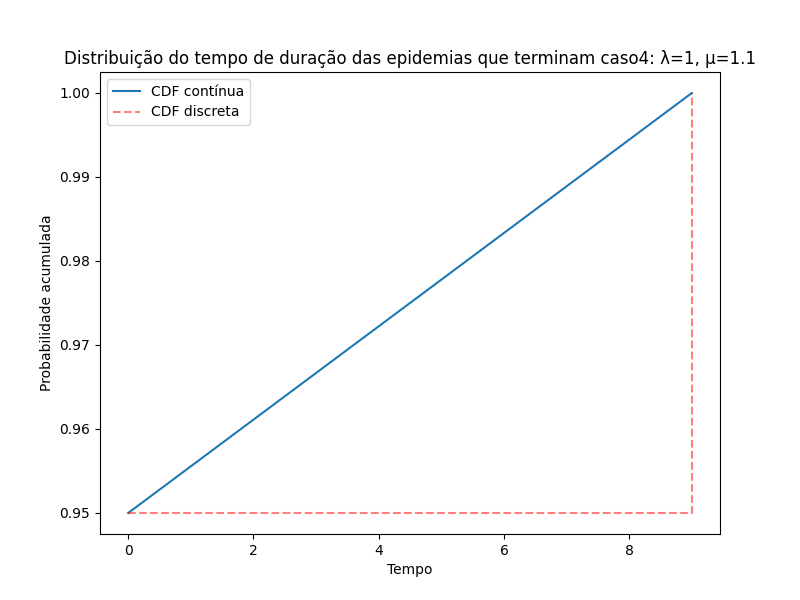 Distribuição do tempo de duração das epidemias que terminam caso4: λ=1, μ=1.1
CDF contínua
CDF discreta
1.00
0.99
0.98
0.97
0.96
0.95
Probabilidade acumulada
0 2 4 6 8
Tempo